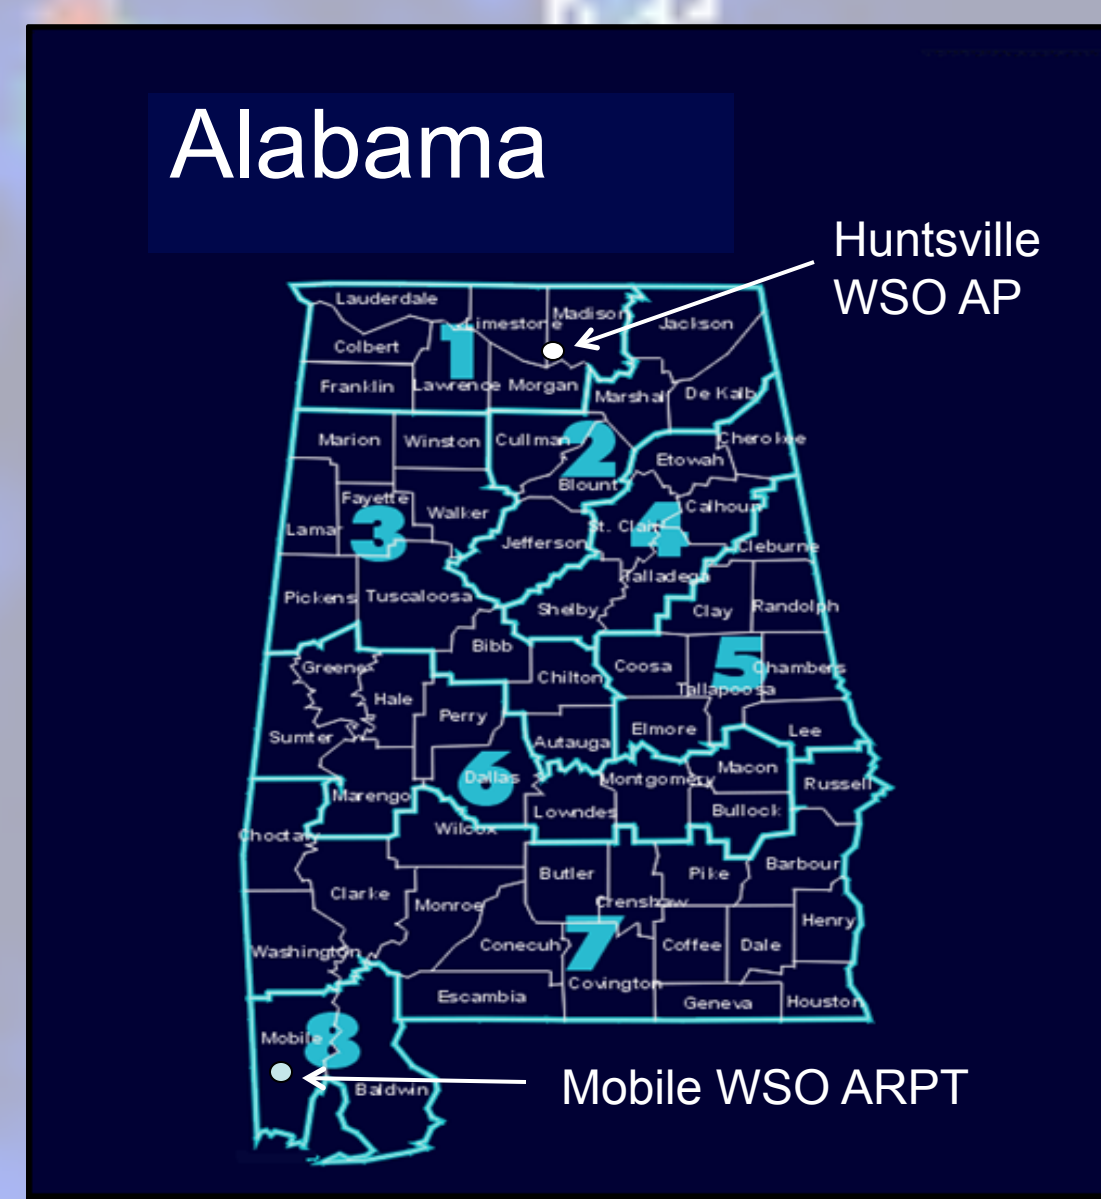 Alabama
Huntsville
WSO AP
Lauderdale
Limestone
Madison
Jackson
Colbert
1
Franklin
Lawrence
Morgan
Marshal
De Kalb
Marion
Winston
Cullman
2
Cherokee
Etowah
Blount
Fayette
Lamar
3
Walker
Jefferson
St. Clair
4
Calhoun
Cleburne
Talladega
Pickens
Tuscaloosa
Shelby
Clay
Randolph
Bibb
Greene
Hale
Chilton
Coosa
5
Chambers
Tallapoosa
Perry
Sumter
Autauga
Elmore
Lee
6
Dallas
Montgomery
Macon
Russell
Marengo
Lowndes
Bullock
Choctaw
Wilcox
Butler
Pike
Barbour
Clarke
Monroe
Crenshaw
Henry
Washington
Conecuh
7
Coffee
Dale
Escambia
Covington
Geneva
Houston
Mobile
8
Baldwin
Mobile WSO ARPT